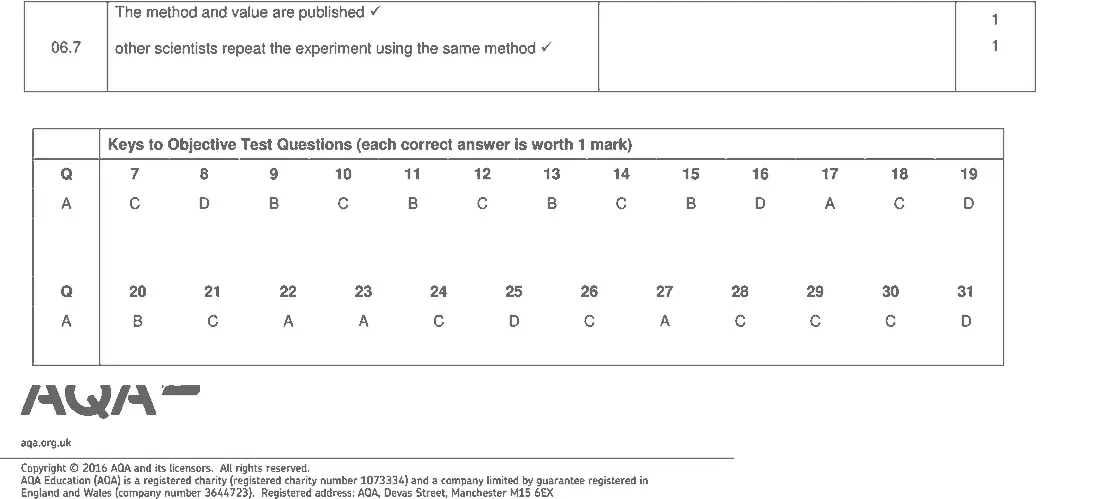 The method and value are published ✓ 1
06.7 other scientists repeat the experiment using the same method ✓ 1
Keys to Objective Test Questions (each correct answer is worth 1 mark)
Q 7 8 9 10 11 12 13 14 15 16 17 18 19
A C D B C B C B C B D A C D
Q 20 21 22 23 24 25 26 27 28 29 30 31
A B C A A C D C A C C C D
AQA
aqa.org.uk
Copyright © 2016 AQA and its licensors. All rights reserved.
AQA Education (AQA) is a registered charity (registered charity number 1073334) and a company limited by guarantee registered in
England and Wales (company number 3644723). Registered address: AQA, Devas Street, Manchester M15 6EX